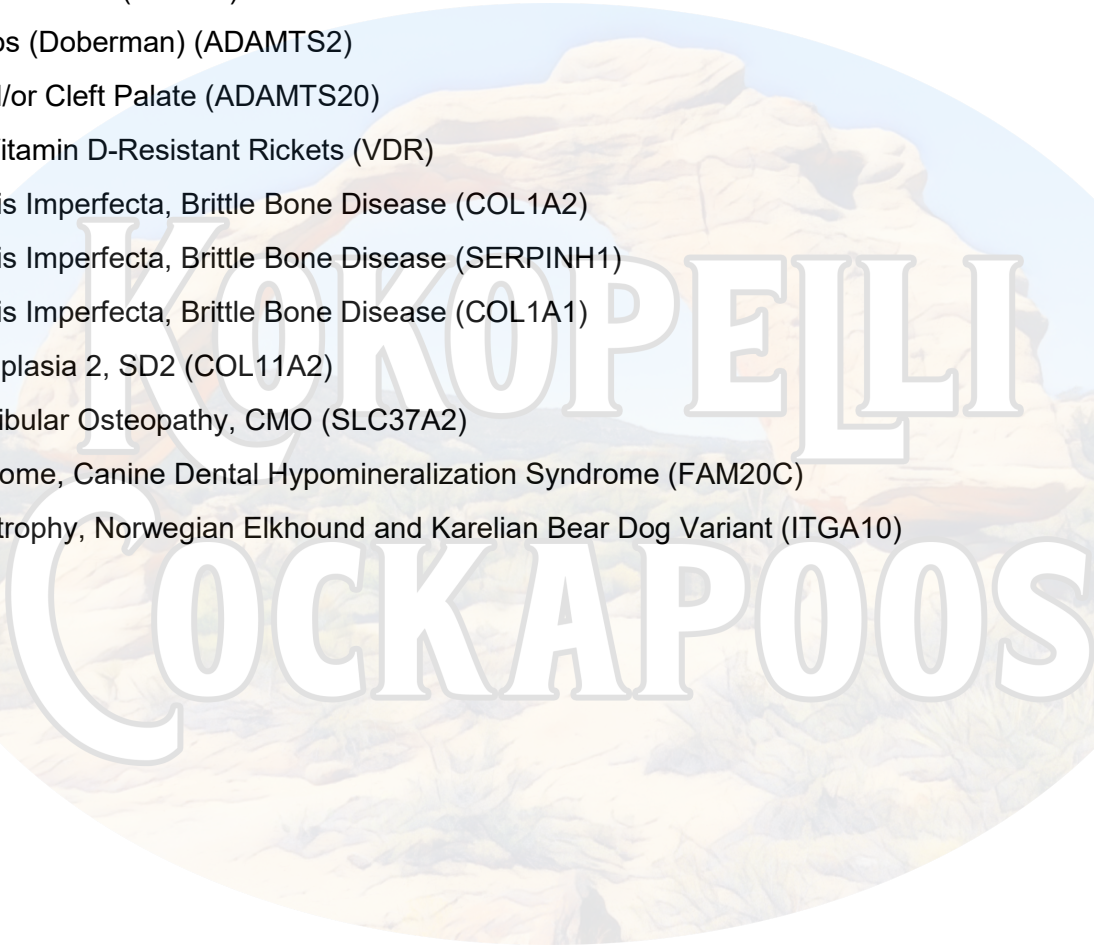 os (Doberman) (ADAMTS2)
l/or Cleft Palate (ADAMTS20)
itamin D-Resistant Rickets (VDR)
is Imperfecta, Brittle Bone Disease (COL1A2)
is Imperfecta, Brittle Bone Disease (SERPINH1)
is Imperfecta, Brittle Bone Disease (COL1A1)
plasia 2, SD2 (COL11A2)
ibular Osteopathy, CMO (SLC37A2)
ome, Canine Dental Hypomineralization Syndrome (FAM20C)
trophy, Norwegian Elkhound and Karelian Bear Dog Variant (ITGA10)
KOKOPELLI
COCKAPOOS